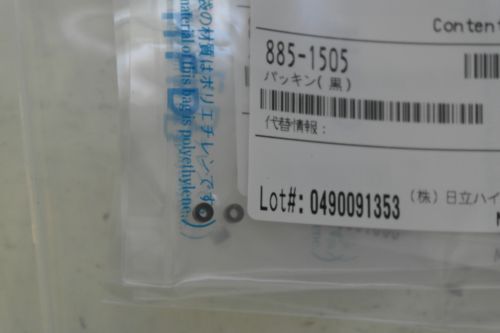 Content
885-1505
パッキン(黒)
代替情報:
Lot#: 0490091353
(株)日立ハイ
袋の材質はポリエチレンです
material of this bag is polyethylene.